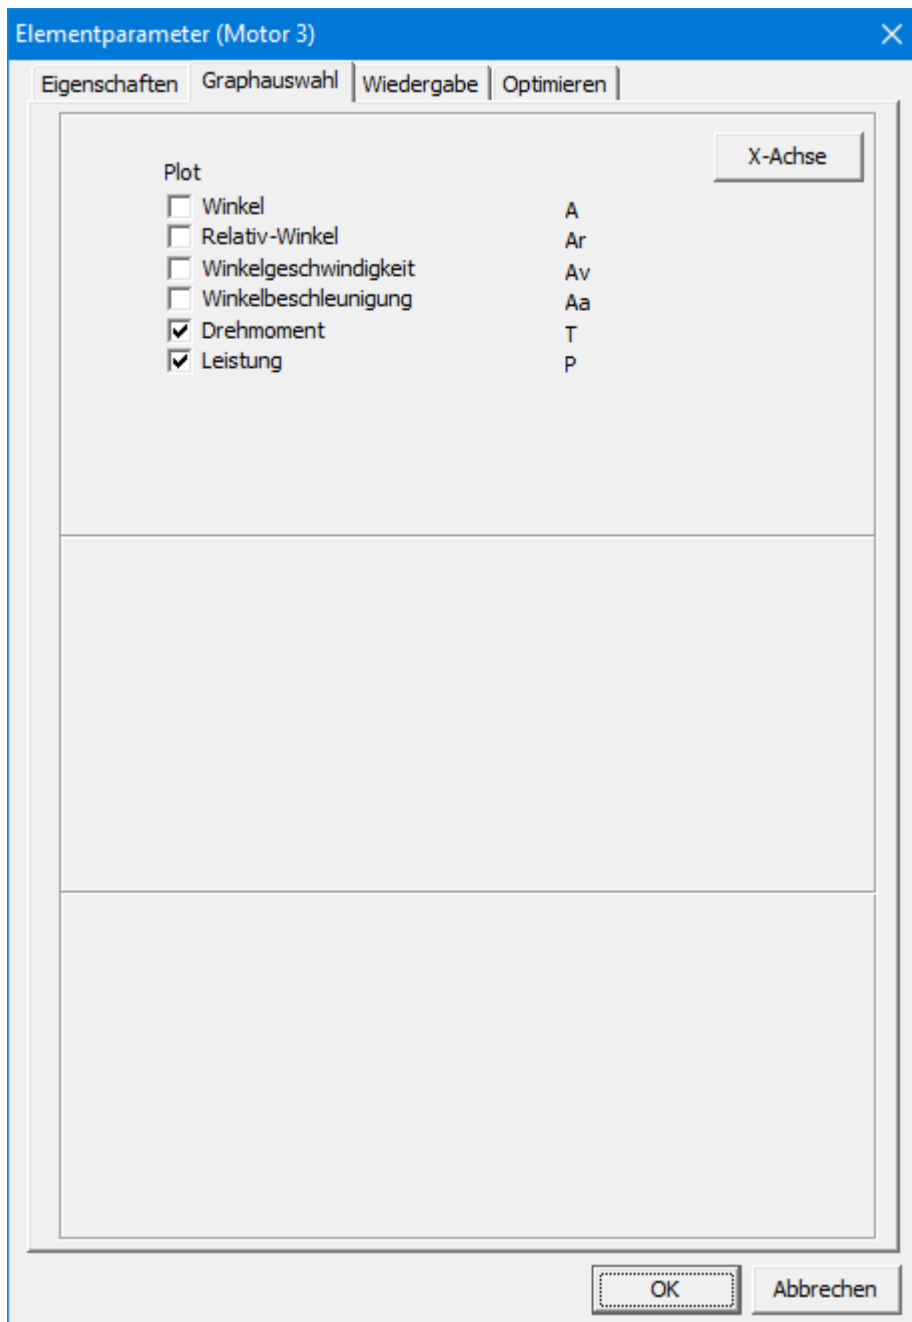 Elementparameter (Motor 3)
Eigenschaften Graphauswahl Wiedergabe Optimieren
X-Achse
Plot
Winkel A
Relativ-Winkel Ar
Winkelgeschwindigkeit Av
Winkelbeschleunigung Aa
Drehmoment T
Leistung P
OK Abbrechen